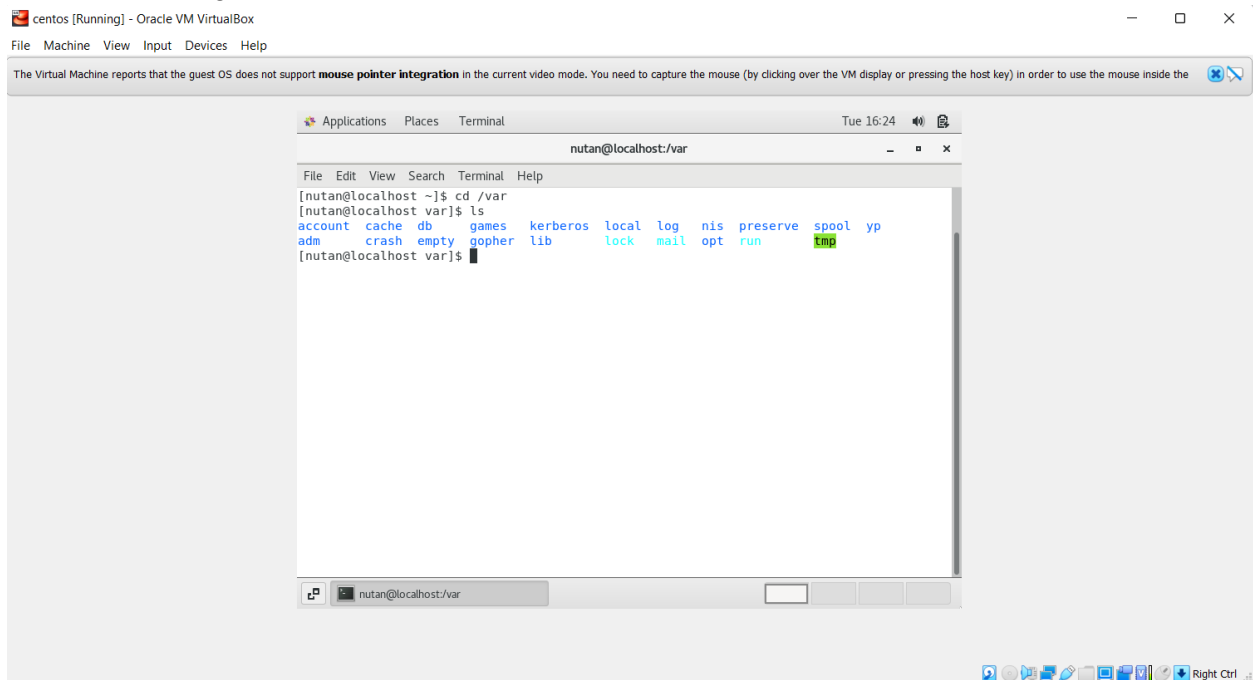 centos [Running] - Oracle VM VirtualBox
File Machine View Input Devices Help
The Virtual Machine reports that the guest OS does not support mouse pointer integration in the current video mode. You need to capture the mouse (by clicking over the VM display or pressing the host key) in order to use the mouse inside the
Applications Places Terminal Tue 16:24
nutan@localhost:/var
File Edit View Search Terminal Help
[nutan@localhost ~]$ cd /var
[nutan@localhost var]$ ls
account cache db games kerberos local log nis preserve spool yp
adm crash empty gopher lib lock mail opt run tmp
[nutan@localhost var]$
nutan@localhost:/var
Right Ctrl